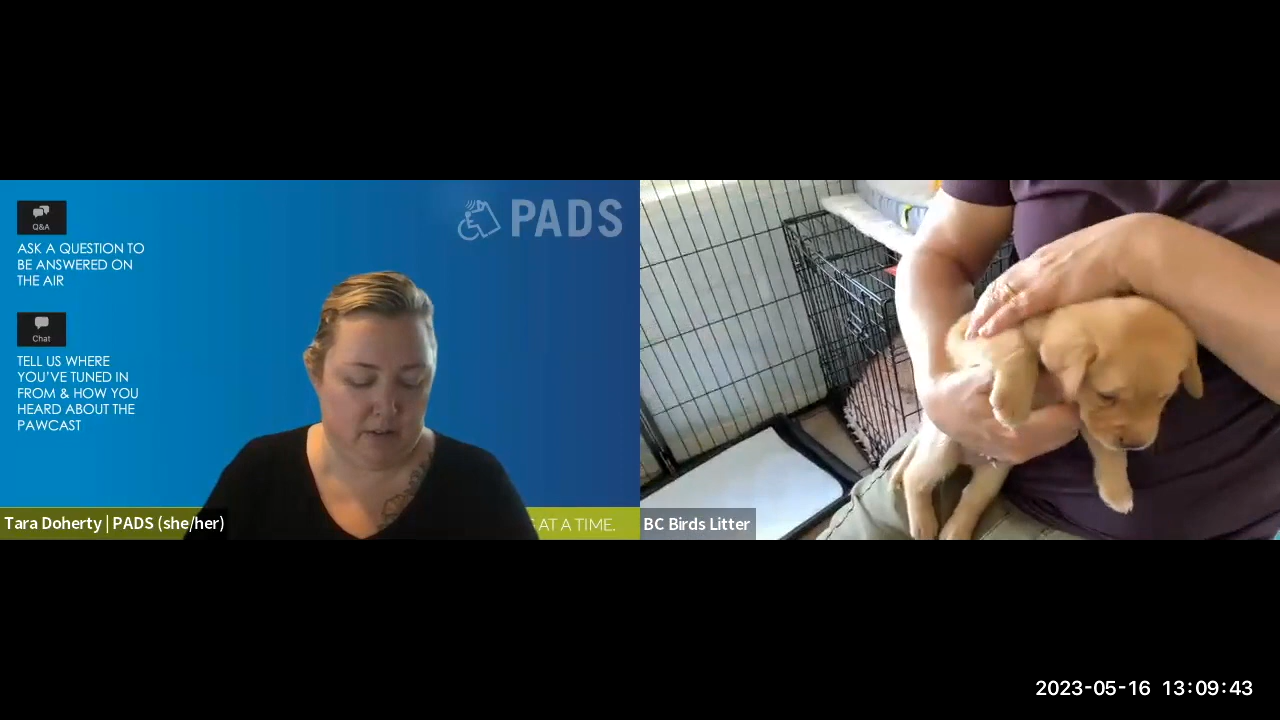 Q&A
ASK A QUESTION TO
BE ANSWERED ON
THE AIR
Chat
TELL US WHERE
YOU'VE TUNED IN
FROM & HOW YOU
HEARD ABOUT THE
PAWCAST
PADS
Tara Doherty | PADS (she/her)
AT A TIME.
BC Birds Litter
2023-05-16 13:09:43